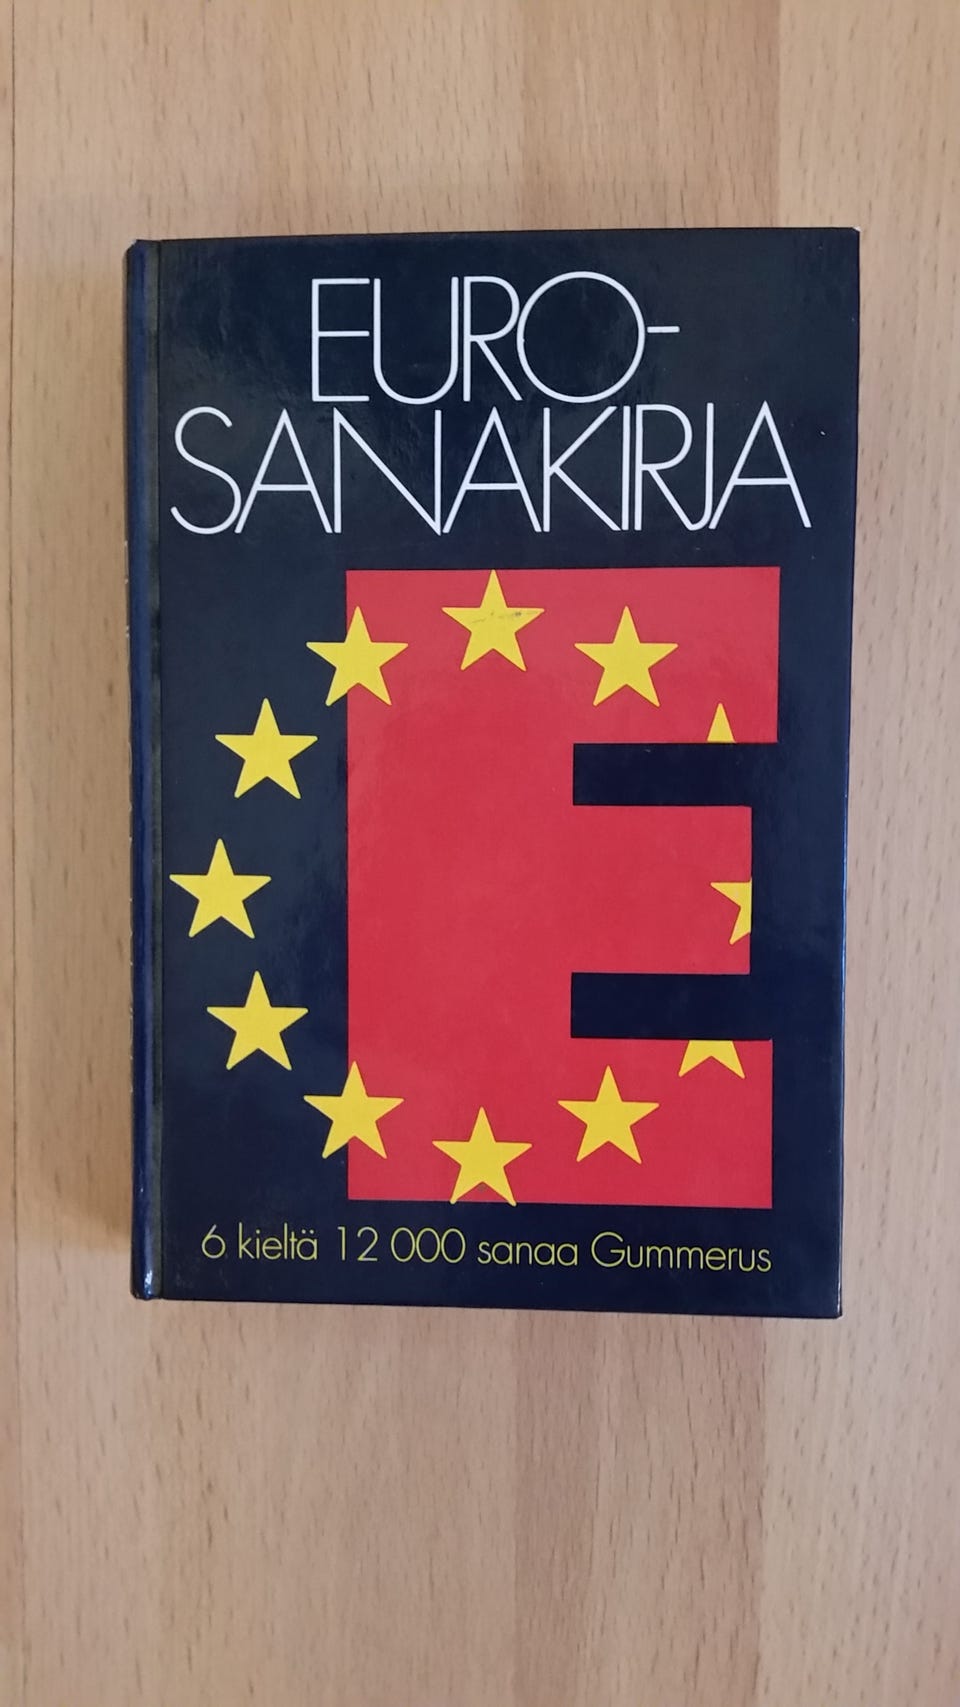 EURO-
SANAKIRJA
6 kieltä 12 000 sanaa Gummerus